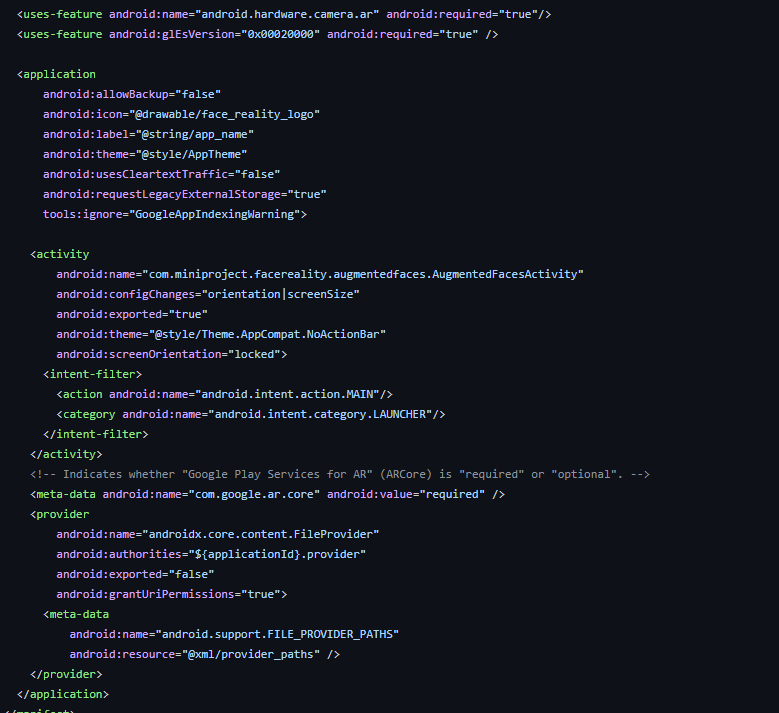 <uses-feature android:name="android.hardware.camera.ar" android:required="true"/>
<uses-feature android:glEsVersion="0x00020000" android:required="true" />
<application
android:allowBackup="false"
android:icon="@drawable/face_reality_logo"
android:label="@string/app_name"
android:theme="@style/AppTheme"
android:usesCleartextTraffic="false"
android:requestLegacyExternalStorage="true"
tools:ignore="GoogleAppIndexingWarning">
<activity
android:name="com.miniproject.facereality.augmentedfaces.AugmentedFacesActivity"
android:configChanges="orientation|screenSize"
android:exported="true"
android:theme="@style/Theme.AppCompat.NoActionBar"
android:screenOrientation="locked">
<intent-filter>
<action android:name="android.intent.action.MAIN"/>
<category android:name="android.intent.category.LAUNCHER"/>
</intent-filter>
</activity>
<!-- Indicates whether "Google Play Services for AR" (ARCore) is "required" or "optional". -->
<meta-data android:name="com.google.ar.core" android:value="required" />
<provider
android:name="androidx.core.content.FileProvider"
android:authorities="${applicationId}.provider"
android:exported="false"
android:grantUriPermissions="true">
<meta-data
android:name="android.support.FILE_PROVIDER_PATHS"
android:resource="@xml/provider_paths" />
</provider>
</application>
</manifest>